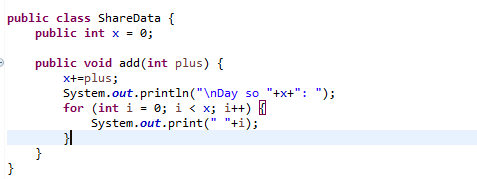 public class ShareData {
    public int x = 0;
    public void add(int plus) {
        x+=plus;
        System.out.println("\nDay so "+x+": ");
        for (int i = 0; i < x; i++) {
            System.out.print(" "+i);
        }
    }
}